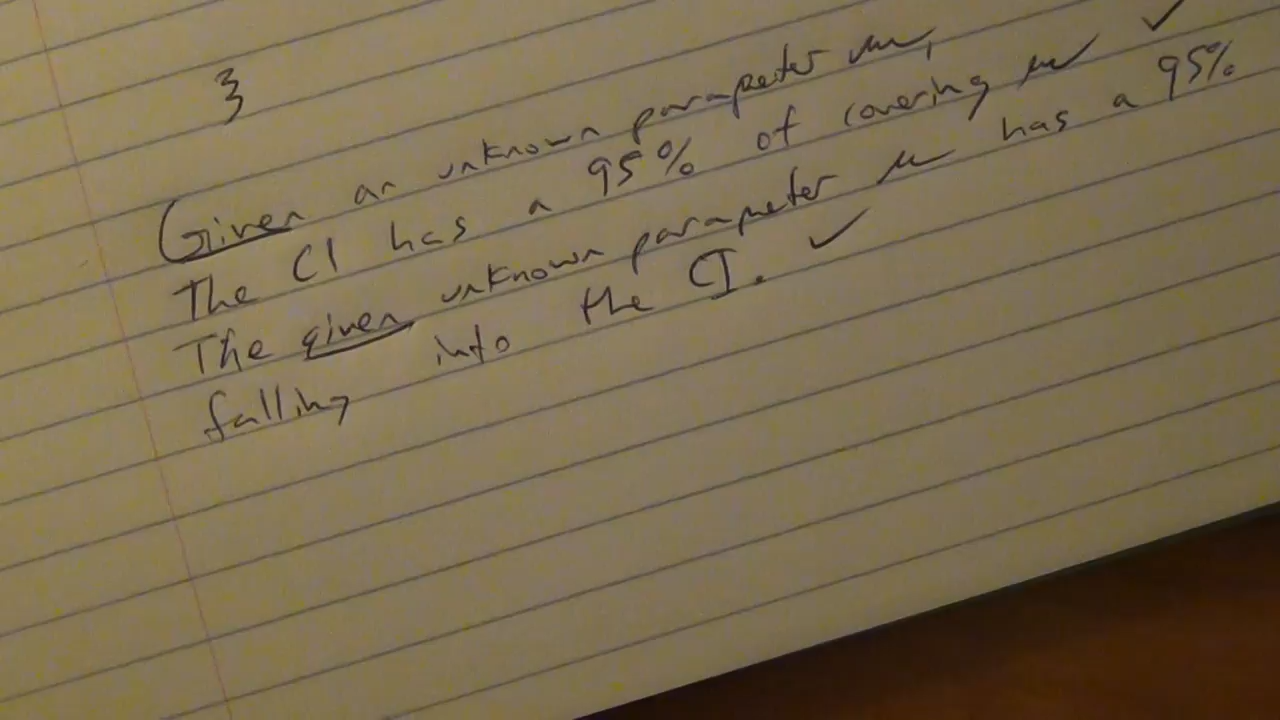 3
Given an unknown parameter μ, ✓
The CI has a 95% of covering μ
The given unknown parameter μ has a 95%
falling into the CI. ✓